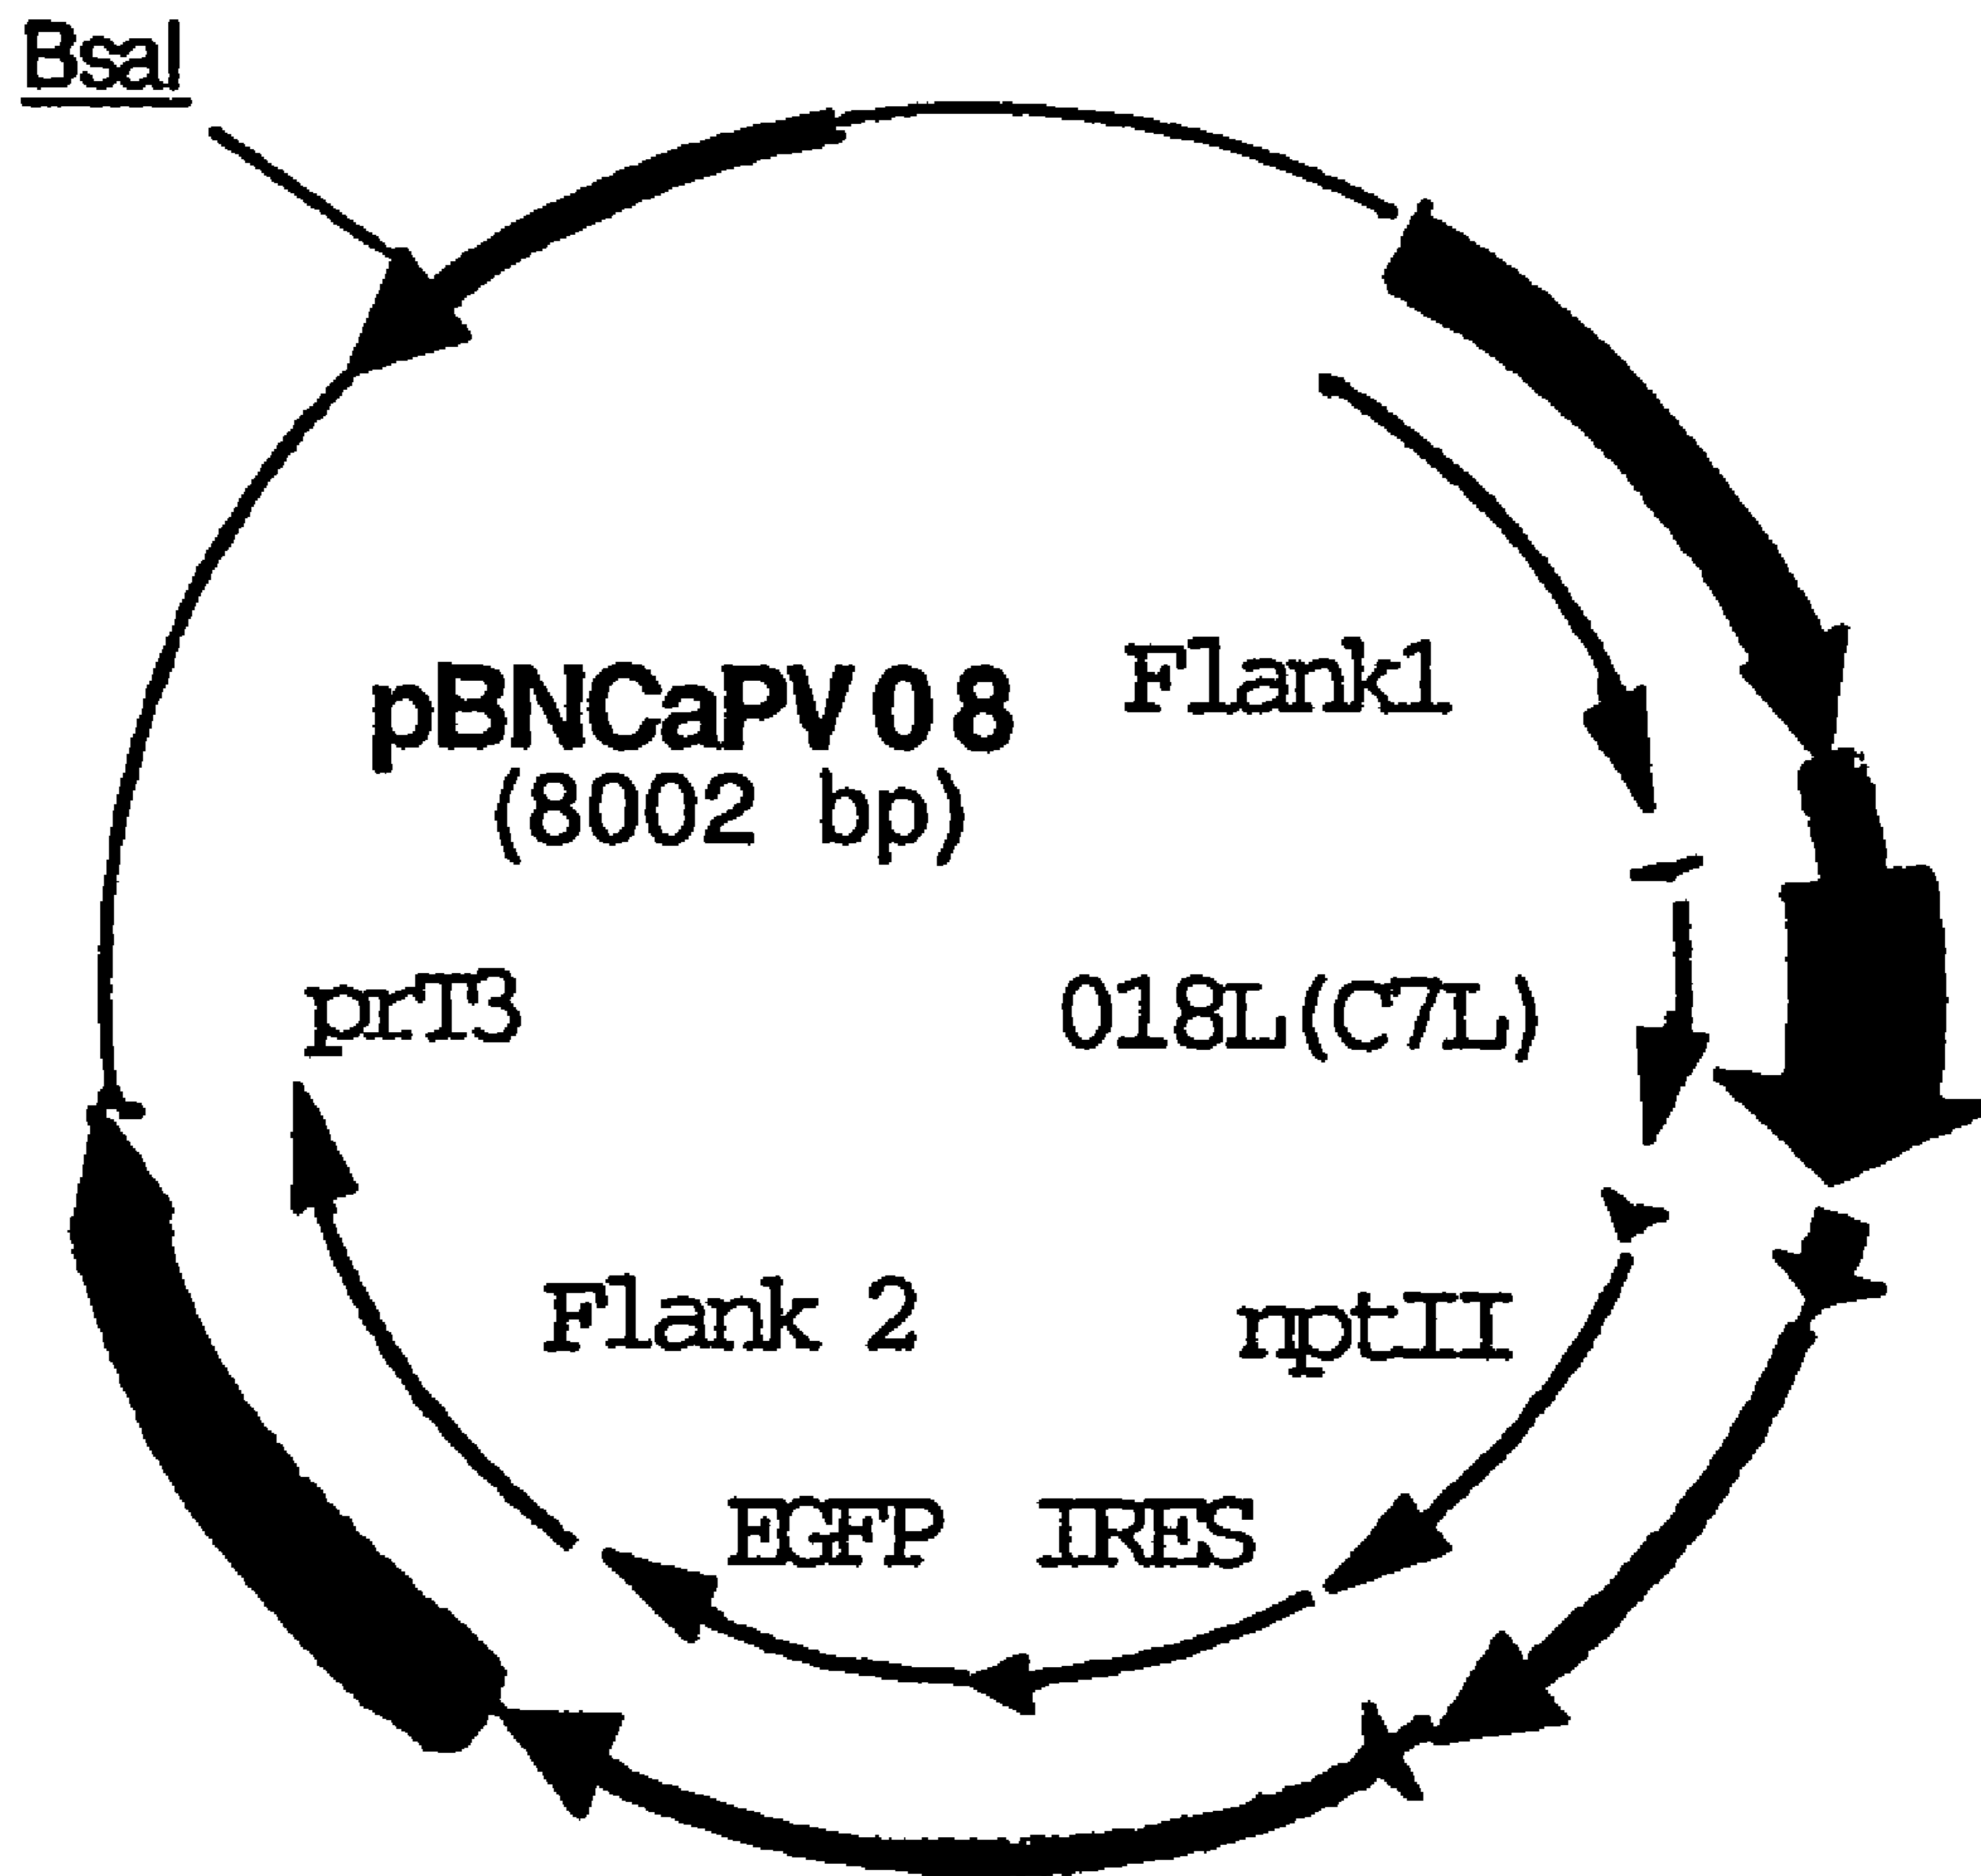 BsaI
Flank1
pBNCaPV08
(8002 bp)
prT3
018L(C7L)
Flank 2
nptII
EGFP IRES